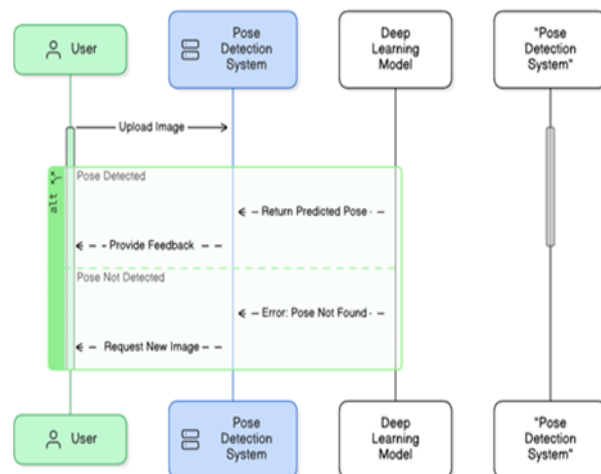 User
Pose
Detection
System
Deep
Learning
Model
"Pose
Detection
System"
Upload Image
alt "}"
Pose Detected
Return Predicted Pose
Provide Feedback
Pose Not Detected
Error: Pose Not Found
Request New Image
User
Pose
Detection
System
Deep
Learning
Model
"Pose
Detection
System"